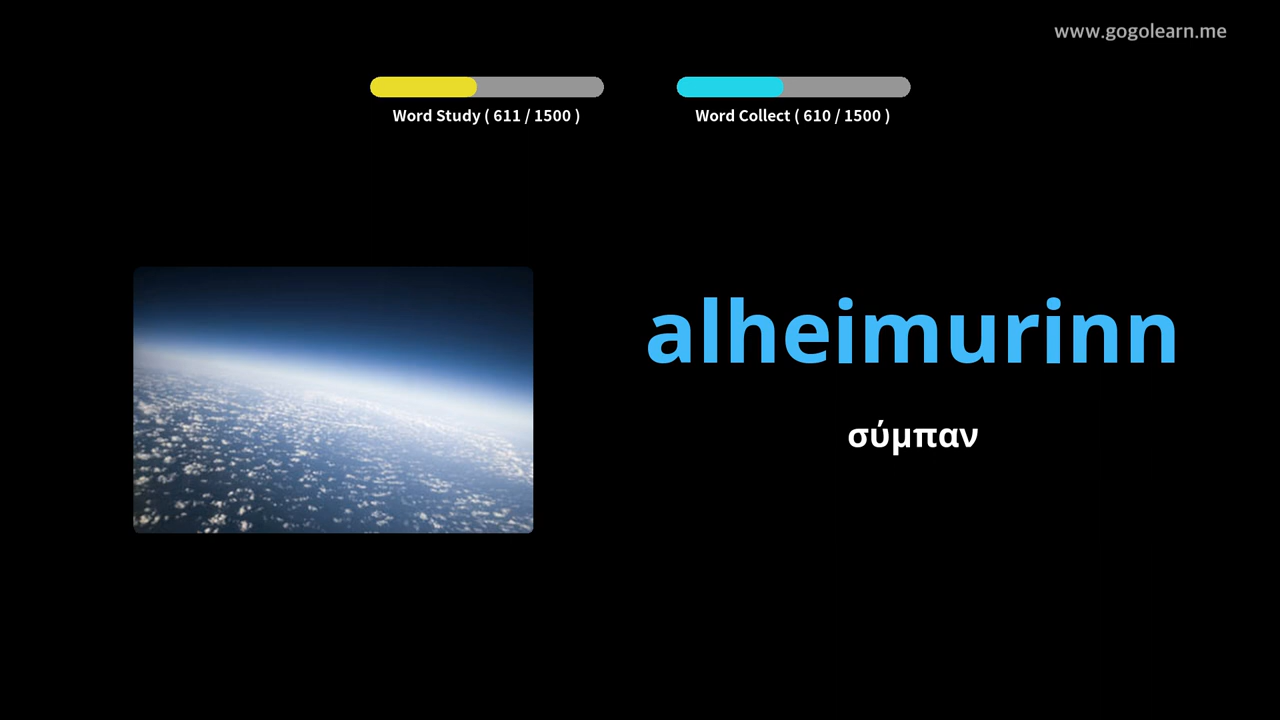 www.gogolearn.me
Word Study ( 611 / 1500 )
Word Collect ( 610 / 1500 )
alheimurinn
σύμπαν